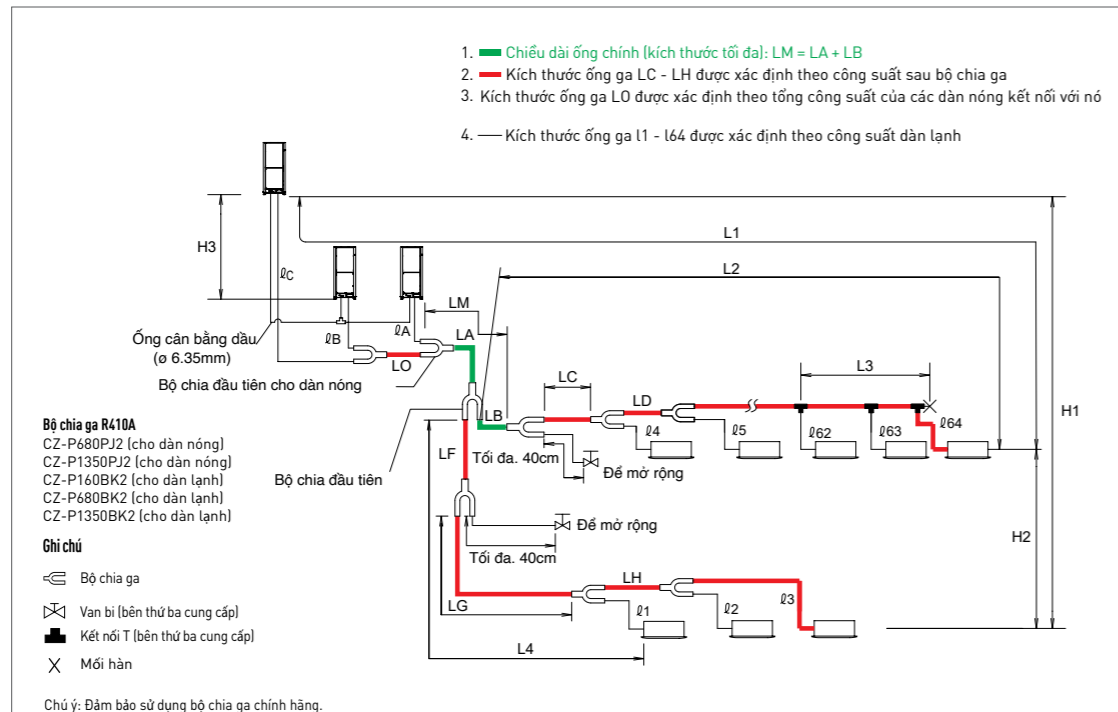 1. Chiều dài ống chính (kích thước tối đa): LM = LA + LB
2. Kích thước ống ga LC - LH được xác định theo công suất sau bộ chia ga
3. Kích thước ống ga LO được xác định theo tổng công suất của các dàn nóng kết nối với nó
4. Kích thước ống ga l1 - l64 được xác định theo công suất dàn lạnh
H3
L1
L2
ℓC
LM
Ống cân bằng dầu
(ø 6.35mm)
ℓB
ℓA
LA
LO
Bộ chia đầu tiên cho dàn nóng
LC
LD
L3
H1
LB
ℓ4
ℓ5
ℓ62
ℓ63
ℓ64
Tối đa. 40cm
Để mở rộng
LF
Bộ chia đầu tiên
Bộ chia ga R410A
CZ-P680PJ2 (cho dàn nóng)
CZ-P1350PJ2 (cho dàn nóng)
CZ-P160BK2 (cho dàn lạnh)
CZ-P680BK2 (cho dàn lạnh)
CZ-P1350BK2 (cho dàn lạnh)
Để mở rộng
Tối đa. 40cm
H2
LG
LH
ℓ1
ℓ2
ℓ3
L4
Ghi chú
Bộ chia ga
Van bi (bên thứ ba cung cấp)
Kết nối T (bên thứ ba cung cấp)
Mối hàn
Chú ý: Đảm bảo sử dụng bộ chia ga chính hãng.